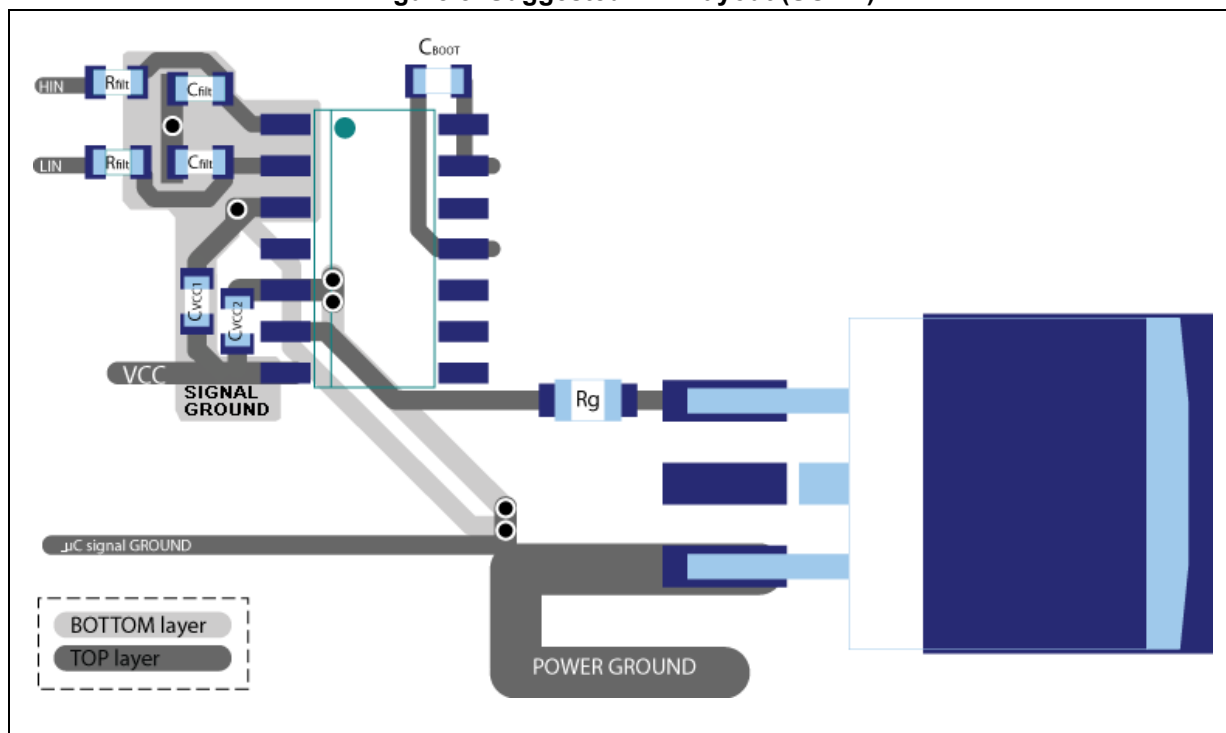 CBOOT
HIN
Rfilt
Cfilt
LIN
Rfilt
Cfilt
CVCC1
CVCC2
VCC
SIGNAL
GROUND
Rg
µC signal GROUND
BOTTOM layer
TOP layer
POWER GROUND